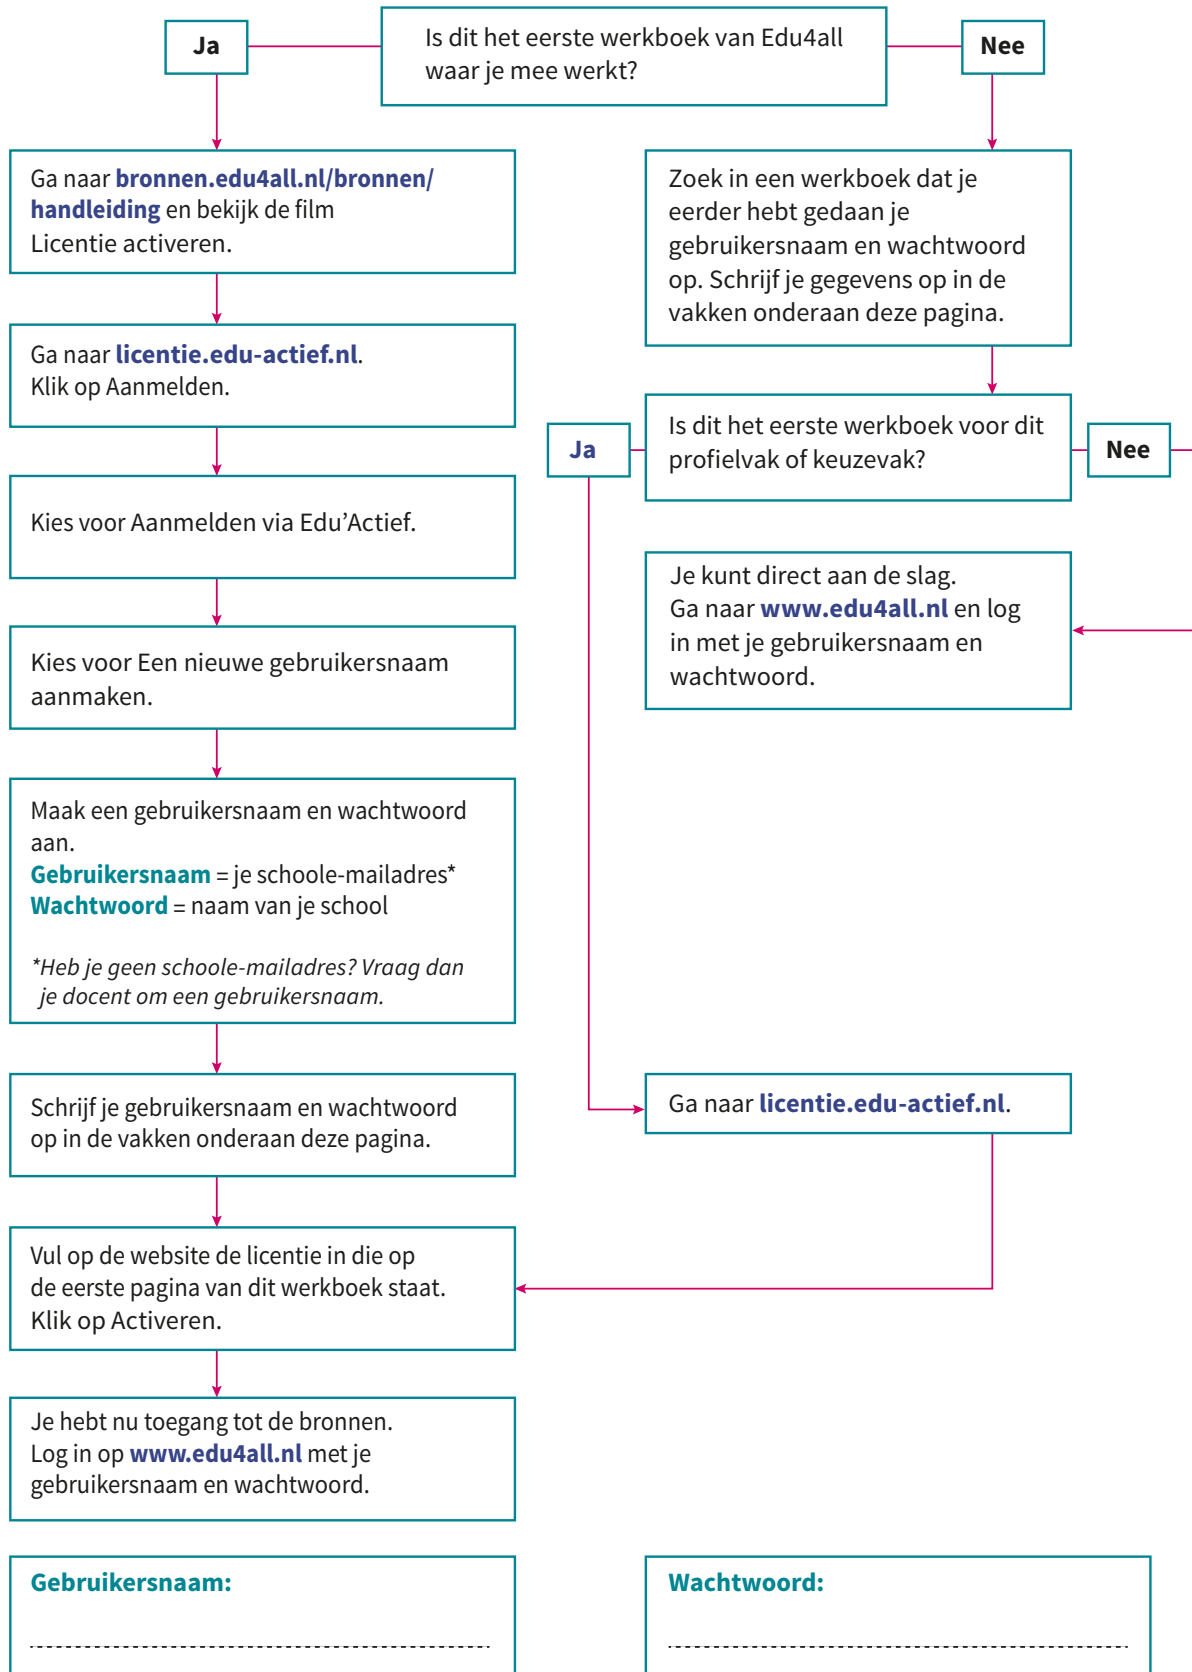 Is dit het eerste werkboek van Edu4all
waar je mee werkt?
Ja
Nee
Ga naar bronnen.edu4all.nl/bronnen/
handleiding en bekijk de film
Licentie activeren.
Ga naar licentie.edu-actief.nl.
Klik op Aanmelden.
Kies voor Aanmelden via Edu’Actief.
Kies voor Een nieuwe gebruikersnaam
aanmaken.
Maak een gebruikersnaam en wachtwoord
aan.
Gebruikersnaam = je schoole-mailadres*
Wachtwoord = naam van je school
*Heb je geen schoole-mailadres? Vraag dan
je docent om een gebruikersnaam.
Schrijf je gebruikersnaam en wachtwoord
op in de vakken onderaan deze pagina.
Vul op de website de licentie in die op
de eerste pagina van dit werkboek staat.
Klik op Activeren.
Je hebt nu toegang tot de bronnen.
Log in op www.edu4all.nl met je
gebruikersnaam en wachtwoord.
Zoek in een werkboek dat je
eerder hebt gedaan je
gebruikersnaam en wachtwoord
op. Schrijf je gegevens op in de
vakken onderaan deze pagina.
Is dit het eerste werkboek voor dit
profielvak of keuzevak?
Ja
Nee
Je kunt direct aan de slag.
Ga naar www.edu4all.nl en log
in met je gebruikersnaam en
wachtwoord.
Ga naar licentie.edu-actief.nl.
Gebruikersnaam:
Wachtwoord: